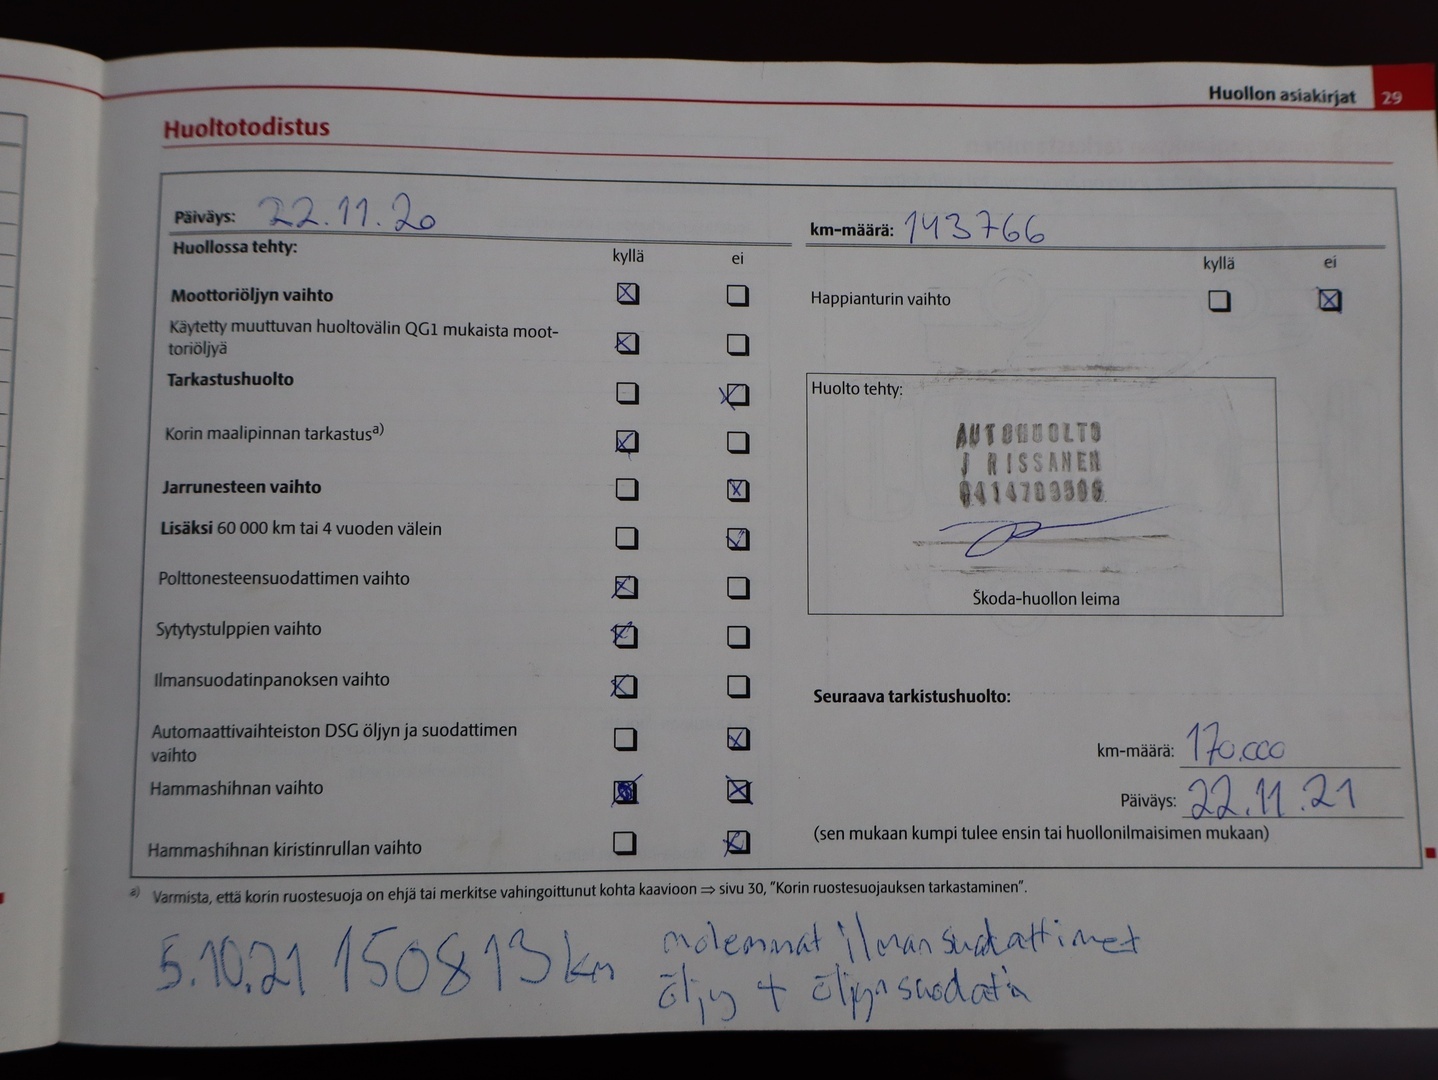 Huollon asiakirjat 29
Huoltotodistus
Päiväys: 22.11.20
km-määrä: 143766
Huollossa tehty: kyllä ei
kyllä ei
Moottoriöljyn vaihto
Happianturin vaihto
Käytetty muuttuvan huoltovälin QG1 mukaista moot-
toriöljyä
Tarkastushuolto
Korin maalipinnan tarkastus a)
Jarrunesteen vaihto
Lisäksi 60 000 km tai 4 vuoden välein
Polttonesteensuodattimen vaihto
Sytytystulppien vaihto
Ilmansuodatinpanoksen vaihto
Automaattivaihteiston DSG öljyn ja suodattimen
vaihto
Hammashihnan vaihto
Hammashihnan kiristinrullan vaihto
Huolto tehty:
AUTOHUOLTO
J RISSANEN
Škoda-huollon leima
Seuraava tarkistushuolto:
km-määrä: 170.000
Päiväys: 22.11.21
(sen mukaan kumpi tulee ensin tai huollonilmaisimen mukaan)
a) Varmista, että korin ruostesuoja on ehjä tai merkitse vahingoittunut kohta kaavioon ⇒ sivu 30, "Korin ruostesuojauksen tarkastaminen".
5.10.21 150813 km molemmat ilmansuodattimet
öljy + öljynsuodatin